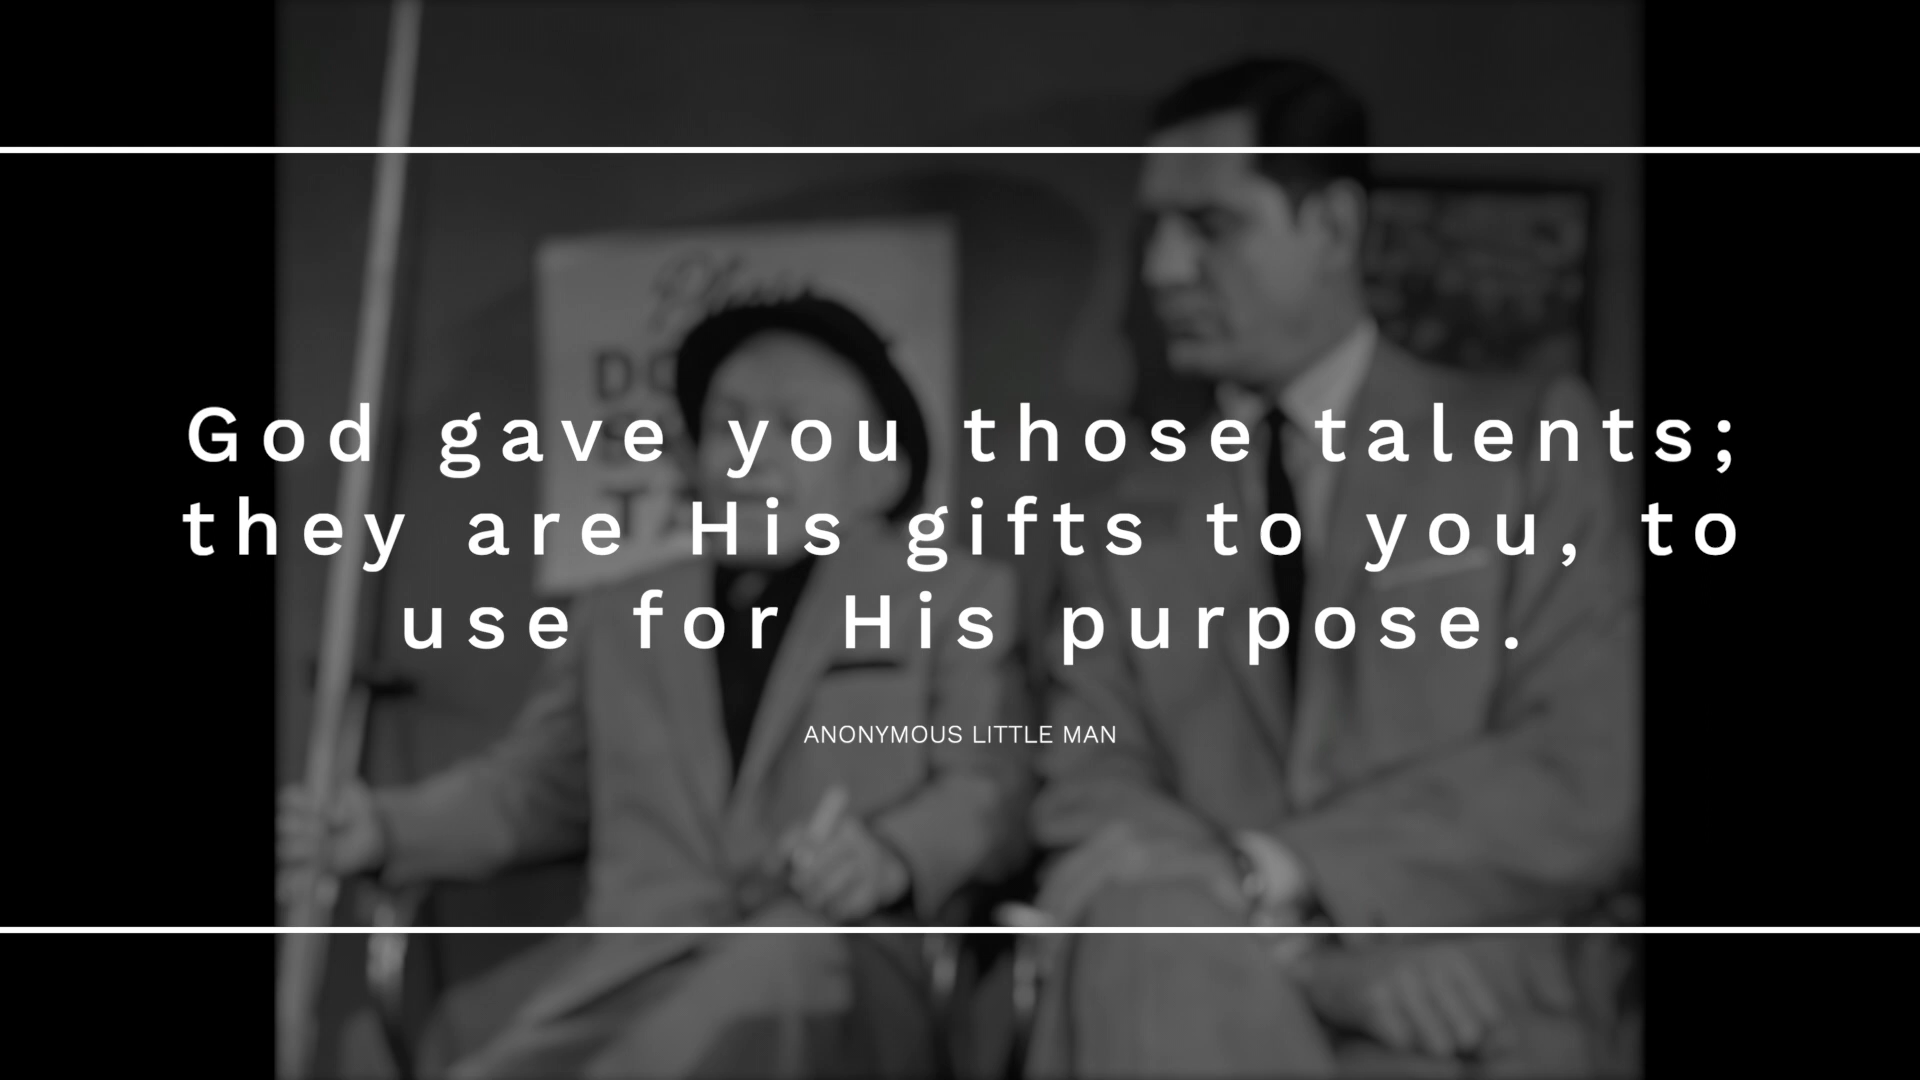 God gave you those talents;
they are His gifts to you, to
use for His purpose.
ANONYMOUS LITTLE MAN